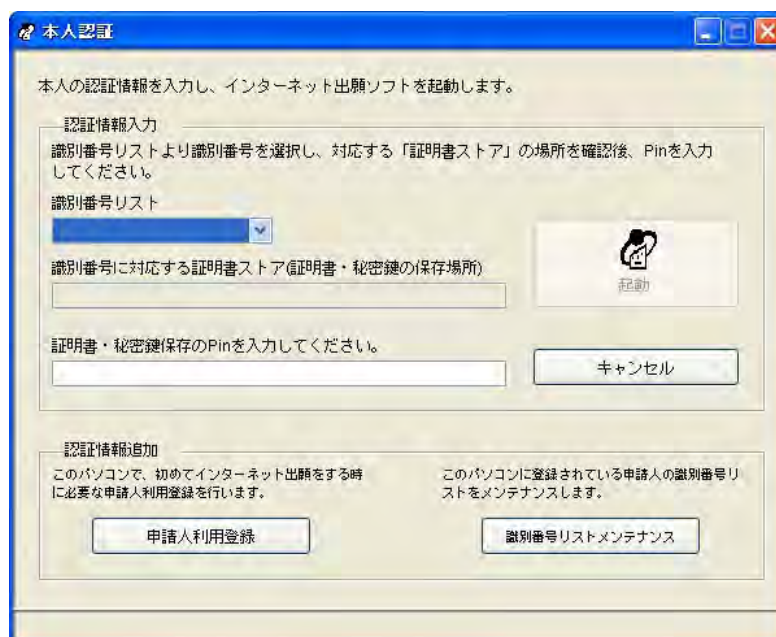 本人認証
本人の認証情報を入力し、インターネット出願ソフトを起動します。
認証情報入力
識別番号リストより識別番号を選択し、対応する「証明書ストア」の場所を確認後、Pinを入力
してください。
識別番号リスト
識別番号に対応する証明書ストア(証明書・秘密鍵の保存場所)
起動
証明書・秘密鍵保存のPinを入力してください。
キャンセル
認証情報追加
このパソコンで、初めてインターネット出願をする時
に必要な申請人利用登録を行います。
このパソコンに登録されている申請人の識別番号リ
ストをメンテナンスします。
申請人利用登録
識別番号リストメンテナンス